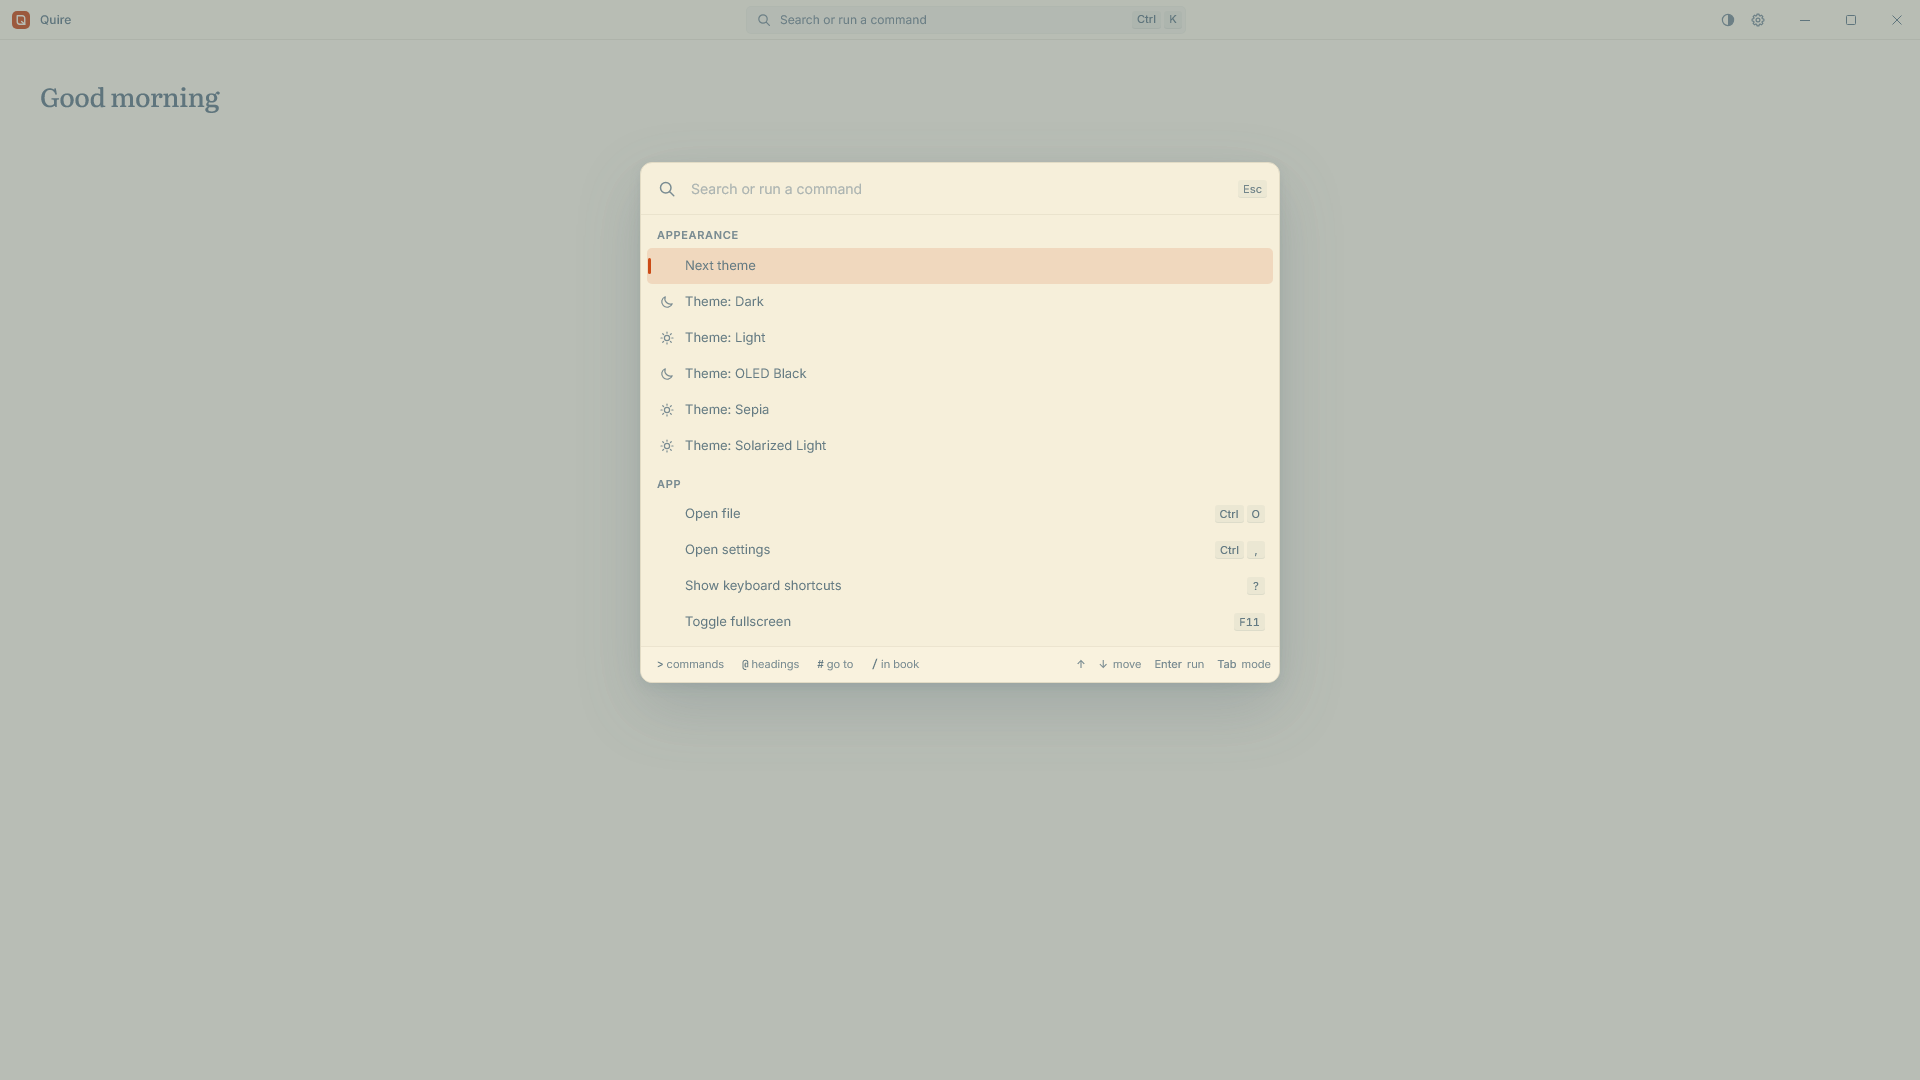 Quire
Search or run a command Ctrl K
Good morning
Search or run a command Esc
APPEARANCE
Next theme
Theme: Dark
Theme: Light
Theme: OLED Black
Theme: Sepia
Theme: Solarized Light
APP
Open file Ctrl O
Open settings Ctrl ,
Show keyboard shortcuts ?
Toggle fullscreen F11
> commands @ headings # go to / in book ↑ ↓ move Enter run Tab mode